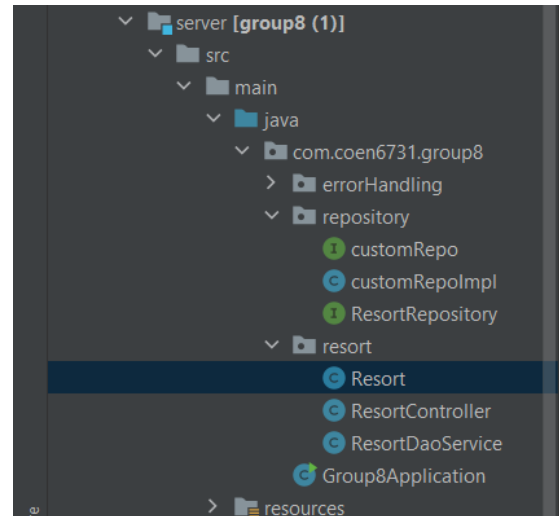 server [group8 (1)]
src
main
java
com.coen6731.group8
errorHandling
repository
I customRepo
C customRepoImpl
I ResortRepository
resort
C Resort
C ResortController
C ResortDaoService
C Group8Application
resources